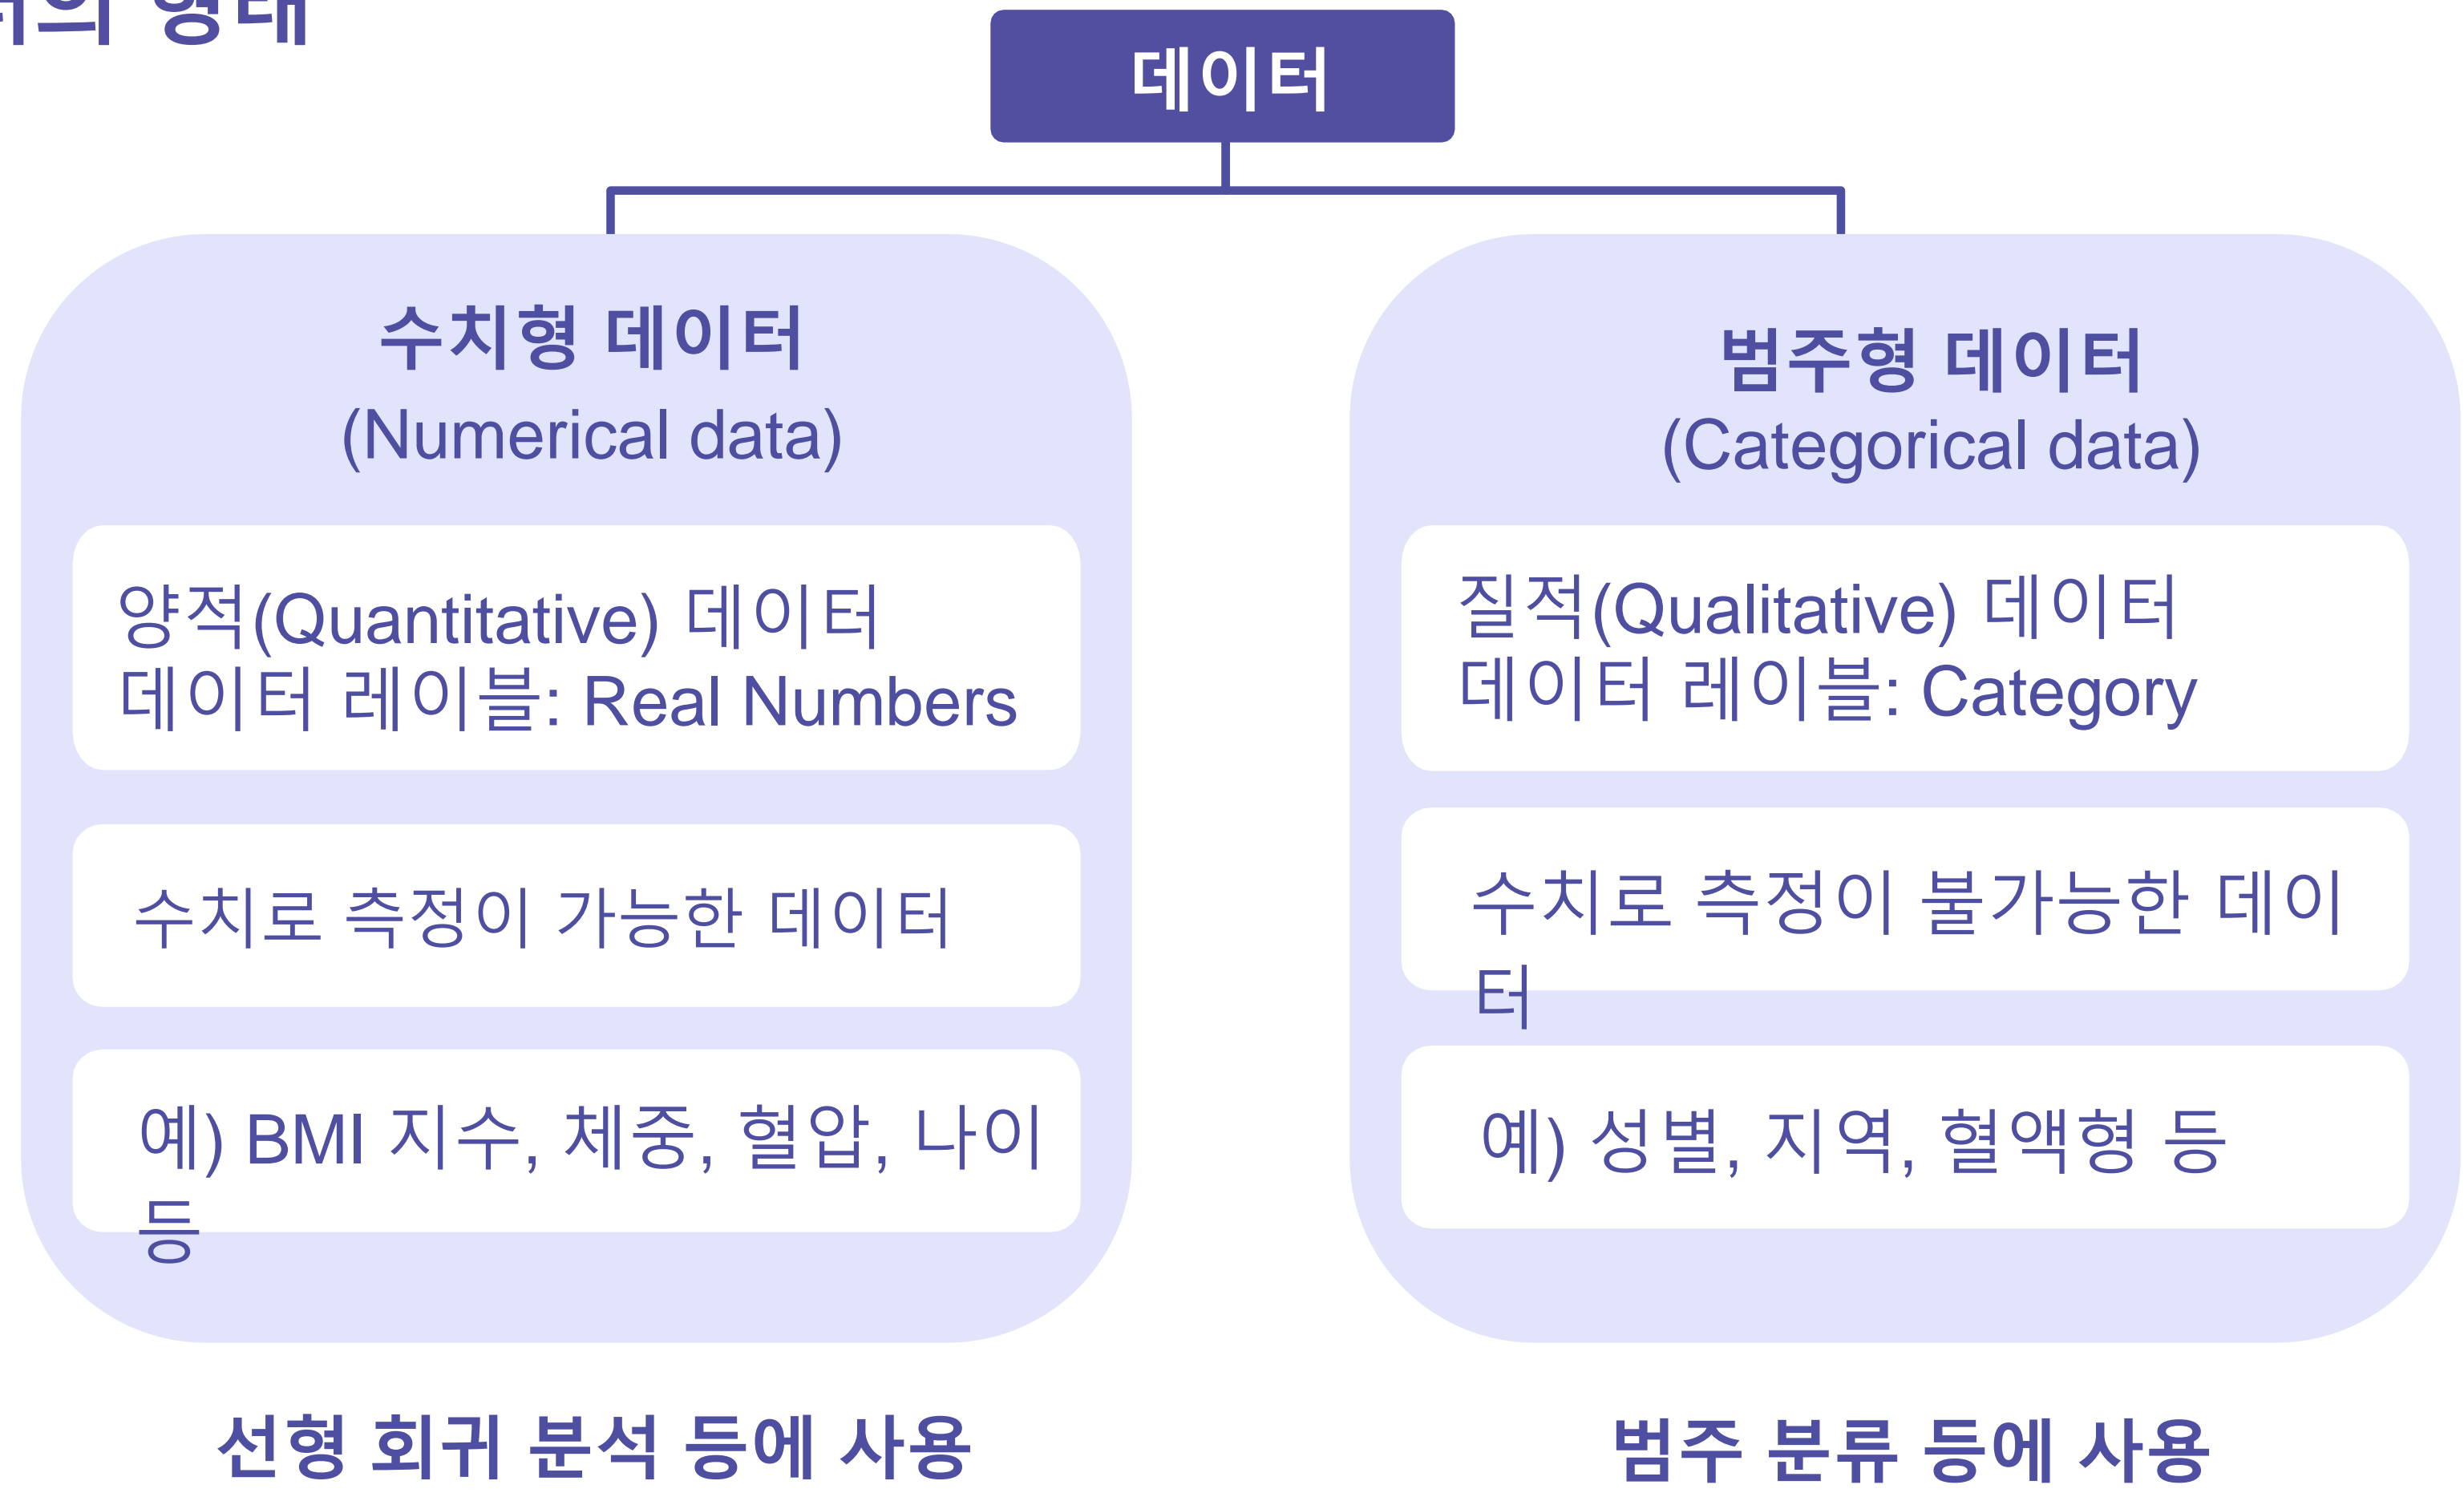 의 형태
데이터
수치형 데이터
(Numerical data)
양적(Quantitative) 데이터
데이터 레이블: Real Numbers
수치로 측정이 가능한 데이터
예) BMI 지수, 체중, 혈압, 나이
등
선형 회귀 분석 등에 사용
범주형 데이터
(Categorical data)
질적(Qualitative) 데이터
데이터 레이블: Category
수치로 측정이 불가능한 데이
터
예) 성별, 지역, 혈액형 등
범주 분류 등에 사용